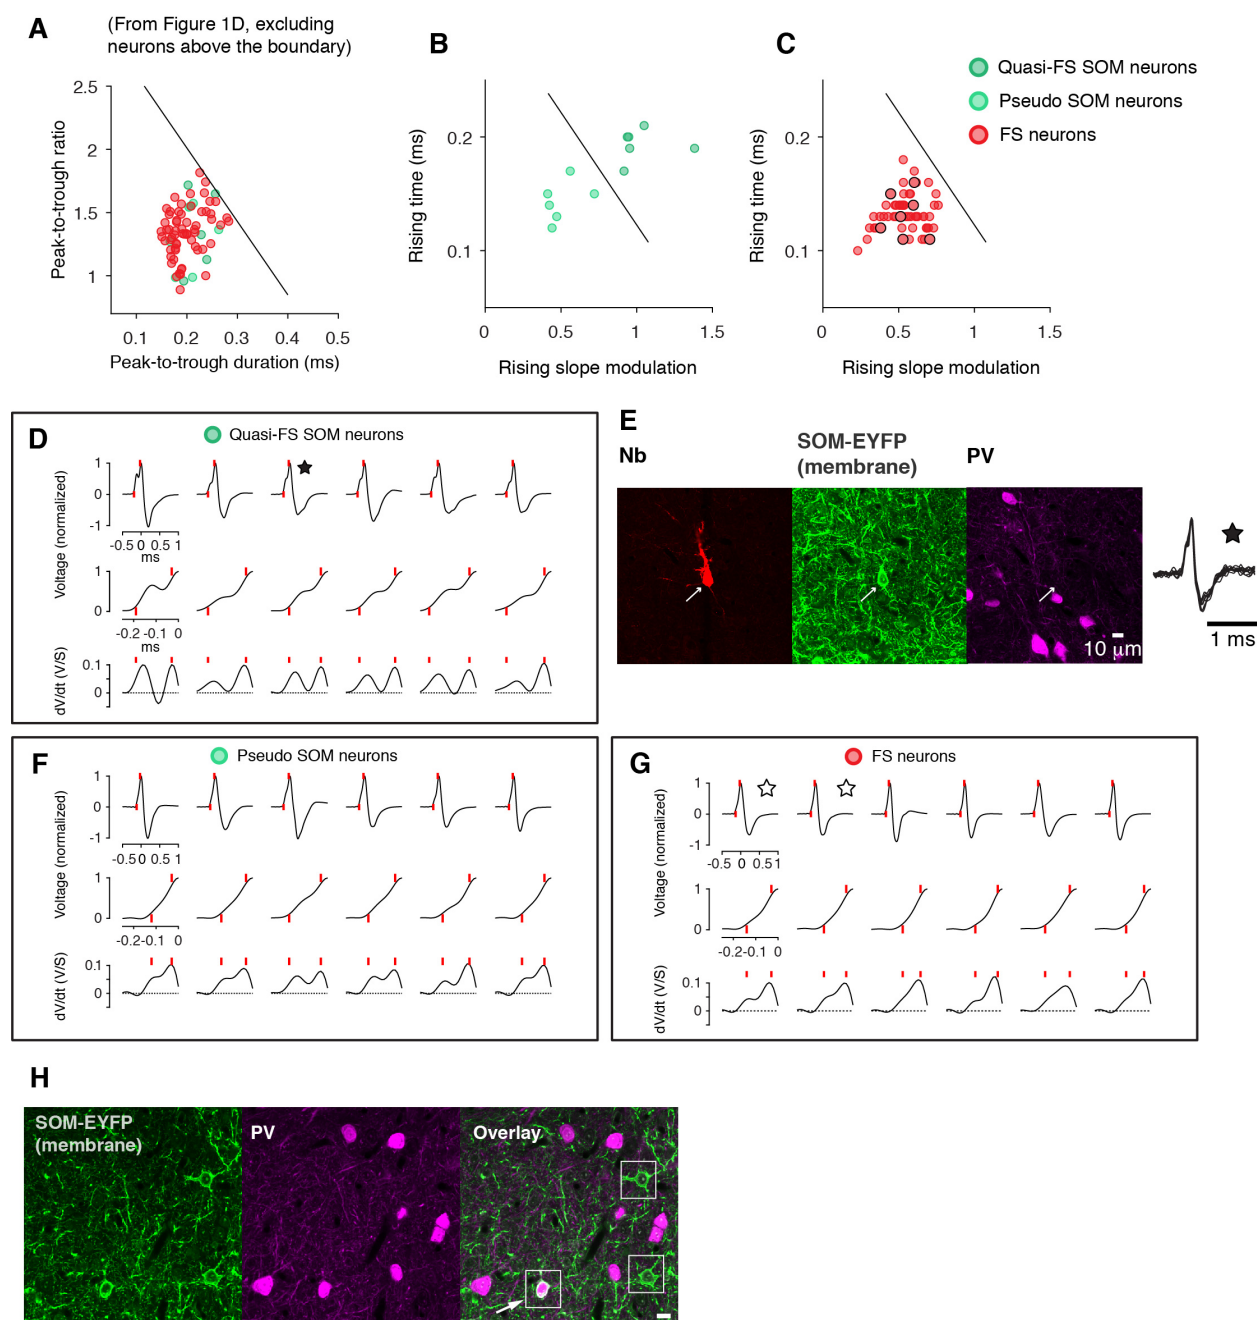 A
(From Figure 1D, excluding
neurons above the boundary)
2.5
2
1.5
1
Peak-to-trough ratio
0.1 0.2 0.3 0.4 0.5
Peak-to-trough duration (ms)
B
0.2
0.1
Rising time (ms)
0 0.5 1 1.5
Rising slope modulation
C
0.2
0.1
Rising time (ms)
0 0.5 1 1.5
Rising slope modulation
Quasi-FS SOM neurons
Pseudo SOM neurons
FS neurons
D
Quasi-FS SOM neurons
Voltage (normalized)
1
0
-1
-0.5 0 0.5 1
ms
Voltage (normalized)
1
0
-0.2 -0.1 0
ms
dV/dt (V/S)
0.1
0
E
Nb
SOM-EYFP
(membrane)
PV
10 µm
1 ms
F
Pseudo SOM neurons
Voltage (normalized)
1
0
-1
-0.5 0 0.5 1
Voltage (normalized)
1
0
-0.2 -0.1 0
dV/dt (V/S)
0.1
0
G
FS neurons
Voltage (normalized)
1
0
-1
-0.5 0 0.5 1
Voltage (normalized)
1
0
-0.2 -0.1 0
dV/dt (V/S)
0.1
0
H
SOM-EYFP
(membrane)
PV
Overlay